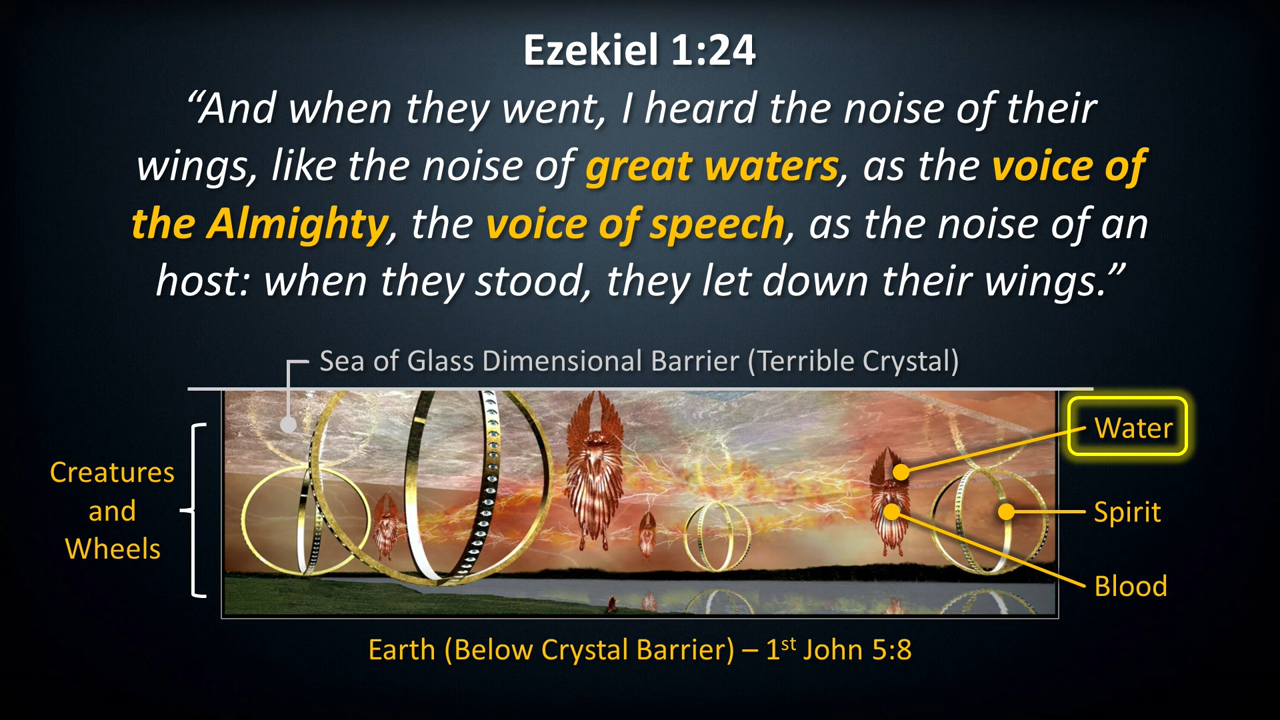 Ezekiel 1:24
“And when they went, I heard the noise of their
wings, like the noise of great waters, as the voice of
the Almighty, the voice of speech, as the noise of an
host: when they stood, they let down their wings.”
Sea of Glass Dimensional Barrier (Terrible Crystal)
Creatures
and
Wheels
Water
Spirit
Blood
Earth (Below Crystal Barrier) – 1st John 5:8